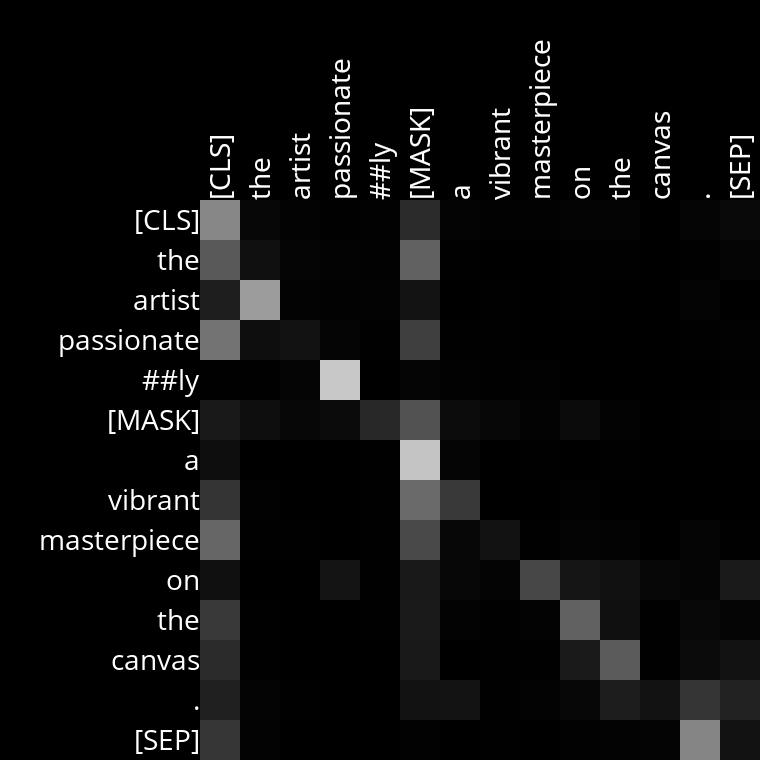 [CLS] the artist passionate ##ly [MASK] a vibrant masterpiece on the canvas . [SEP]
[CLS]
the
artist
passionate
##ly
[MASK]
a
vibrant
masterpiece
on
the
canvas
.
[SEP]